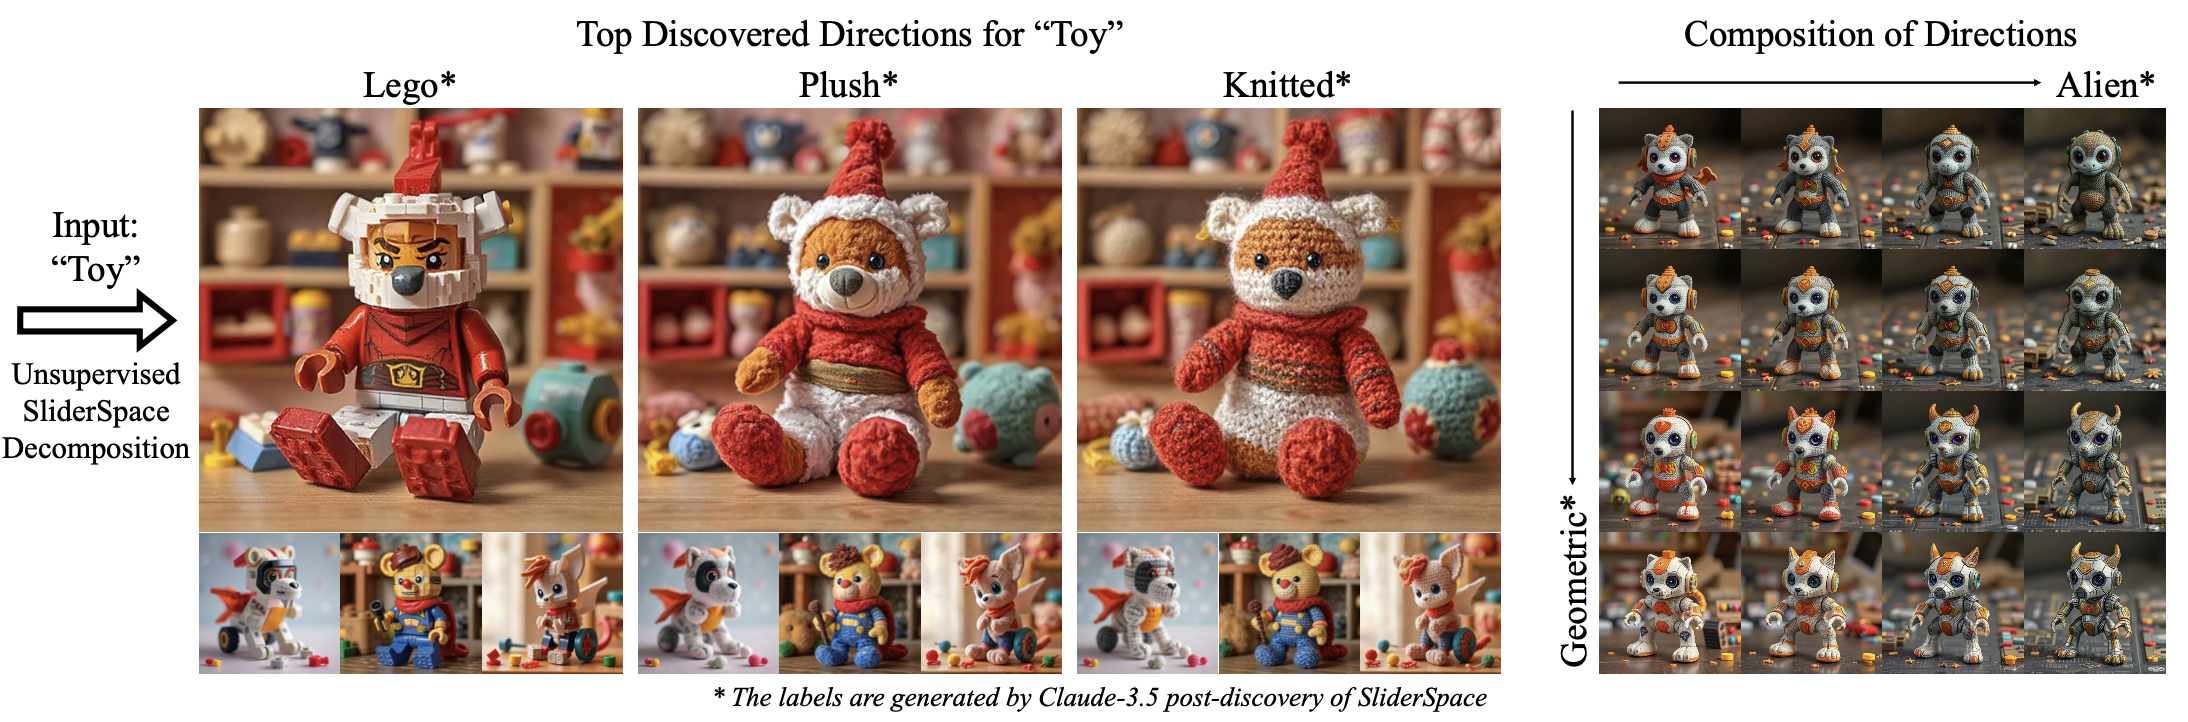 Top Discovered Directions for “Toy”
Composition of Directions
Lego*
Plush*
Knitted*
Alien*
Input:
“Toy”
Unsupervised
SliderSpace
Decomposition
Geometric*
* The labels are generated by Claude-3.5 post-discovery of SliderSpace